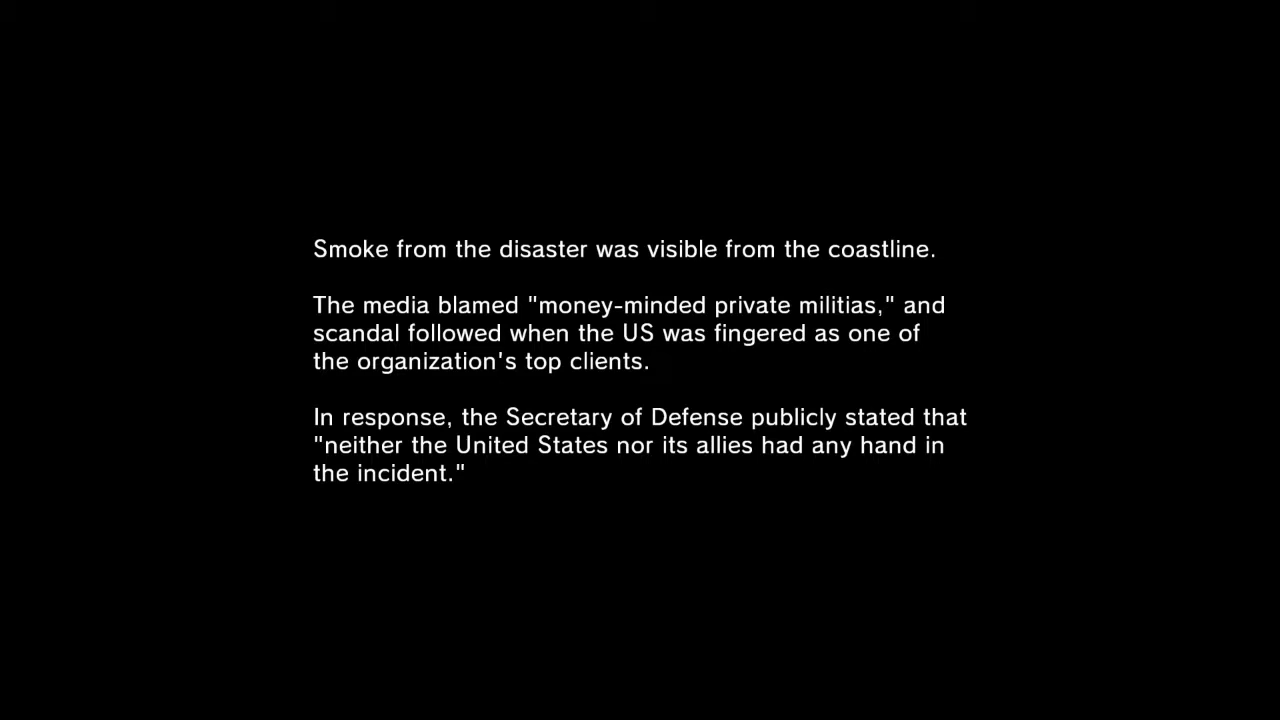 Smoke from the disaster was visible from the coastline.
The media blamed "money-minded private militias," and
scandal followed when the US was fingered as one of
the organization's top clients.
In response, the Secretary of Defense publicly stated that
"neither the United States nor its allies had any hand in
the incident."